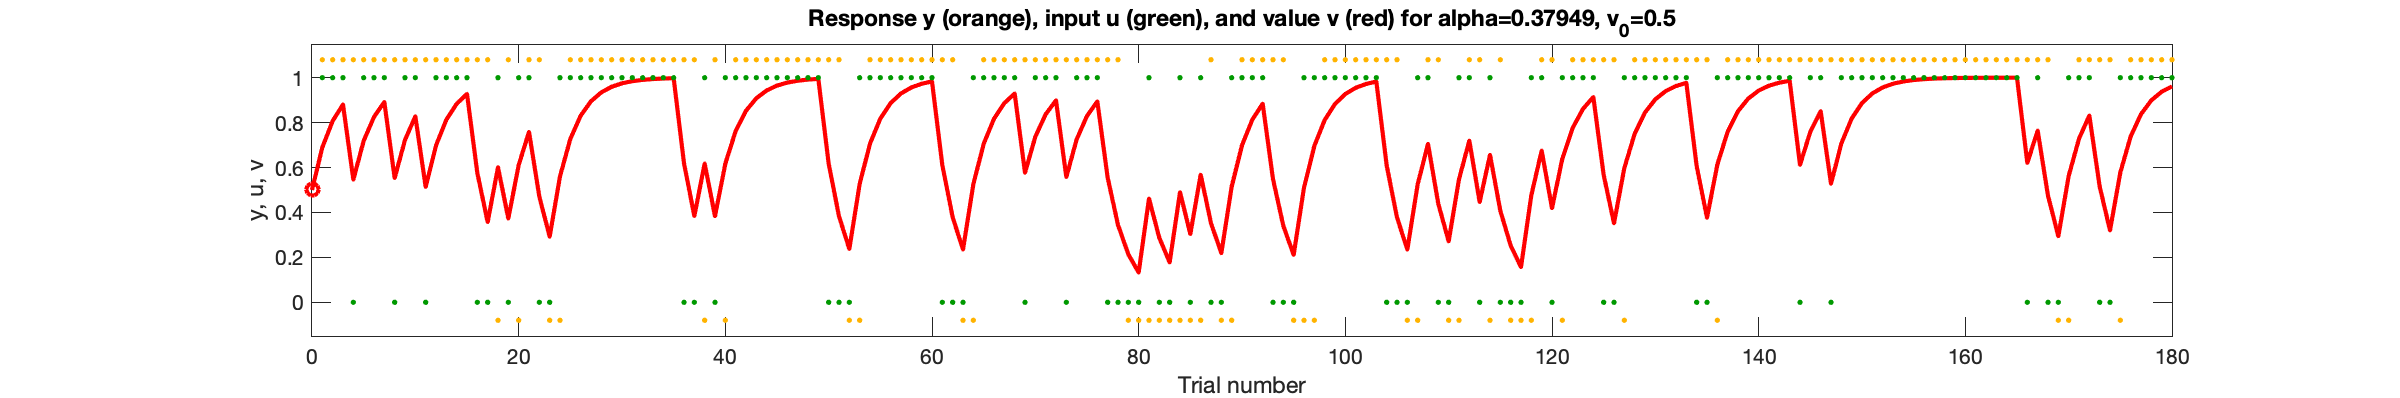 Response y (orange), input u (green), and value v (red) for alpha=0.37949, v_0=0.5
y, u, v
1
0.8
0.6
0.4
0.2
0
0 20 40 60 80 100 120 140 160 180
Trial number